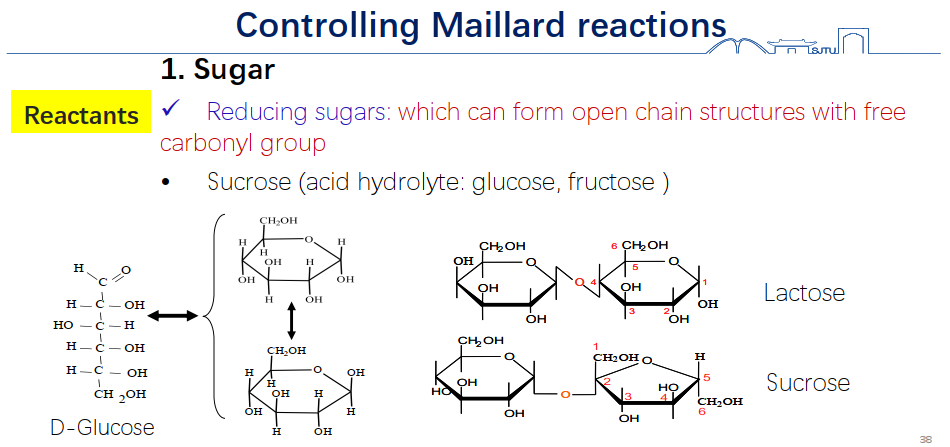 Controlling Maillard reactions
SJTU
1. Sugar
Reactants
✓ Reducing sugars: which can form open chain structures with free
carbonyl group
• Sucrose (acid hydrolyte: glucose, fructose )
H O
C
H — C — OH
HO — C — H
H — C — OH
H — C — OH
CH 2OH
D-Glucose
CH2OH
H O H
H
OH H
OH OH
H OH
CH2OH
H O OH
H
OH H
OH H
H OH
CH2OH
OH O
OH
OH
O
6 CH2OH
5 O
4 1
OH
3 2 OH
OH
Lactose
CH2OH
O
OH
HO
OH
O
1
CH2OH O H
2 5
HO
3 4 CH2OH
OH 6
Sucrose
38